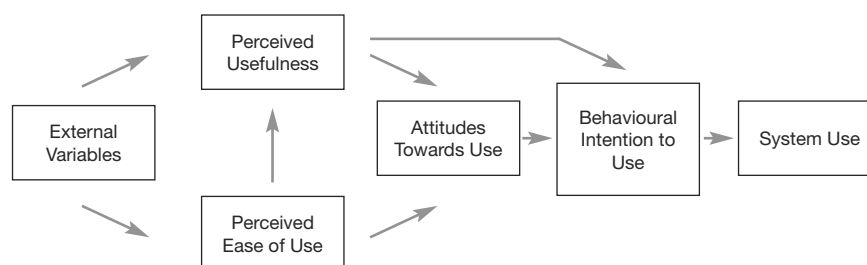 Perceived
Usefulness
External
Variables
Attitudes
Towards Use
Behavioural
Intention to
Use
System Use
Perceived
Ease of Use